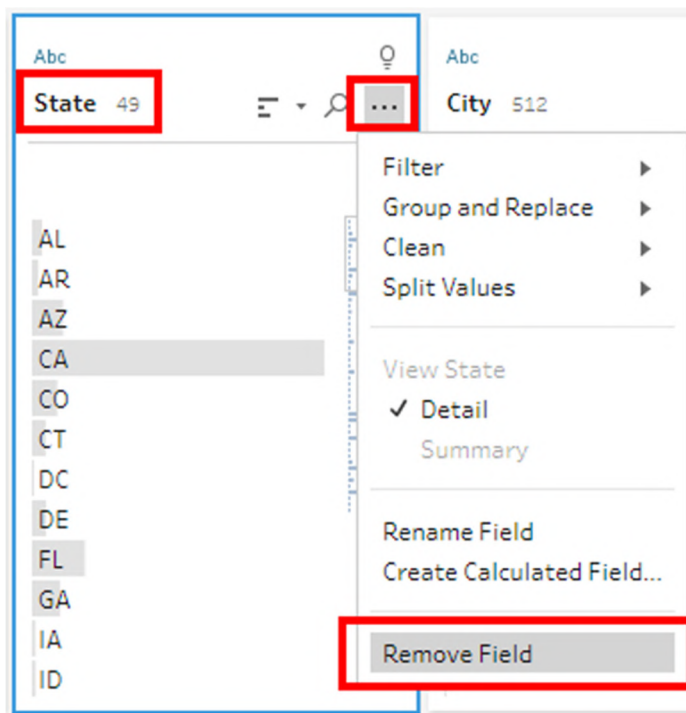 Abc
State 49
AL
AR
AZ
CA
CO
CT
DC
DE
FL
GA
IA
ID
Abc
City 512
Filter
Group and Replace
Clean
Split Values
View State
✓ Detail
Summary
Rename Field
Create Calculated Field...
Remove Field